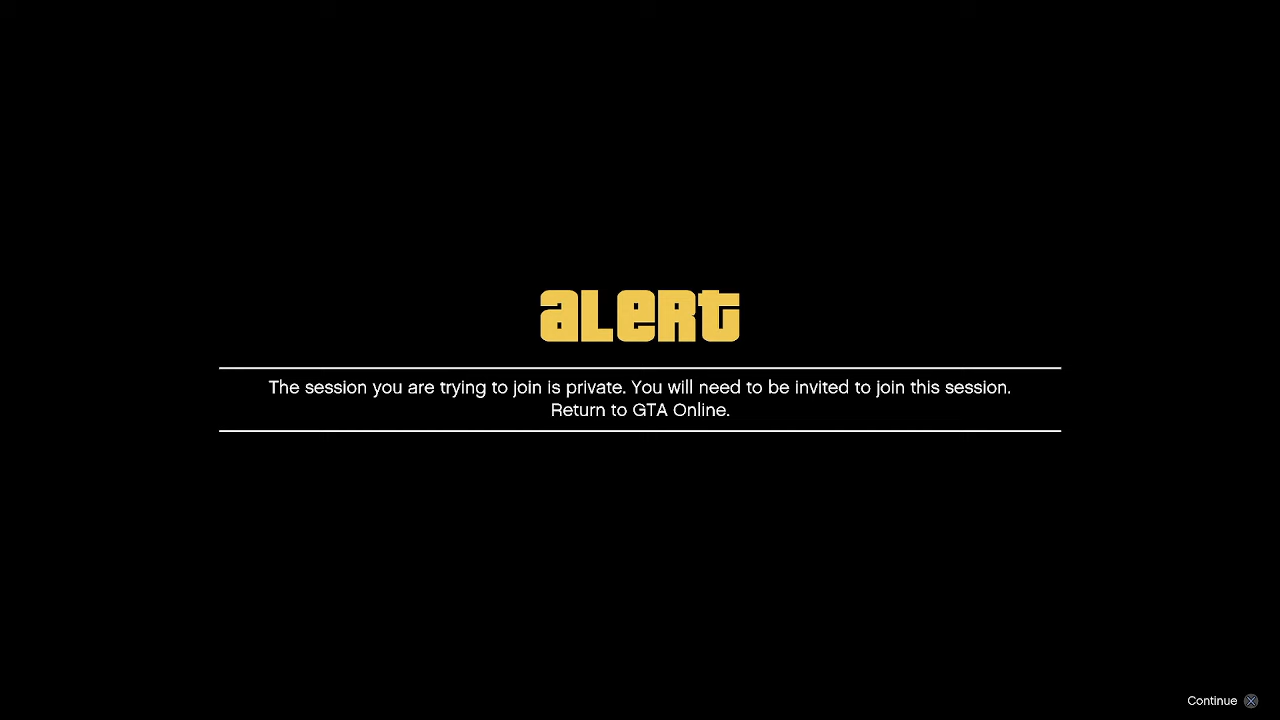 aLeRt
The session you are trying to join is private. You will need to be invited to join this session.
Return to GTA Online.
Continue